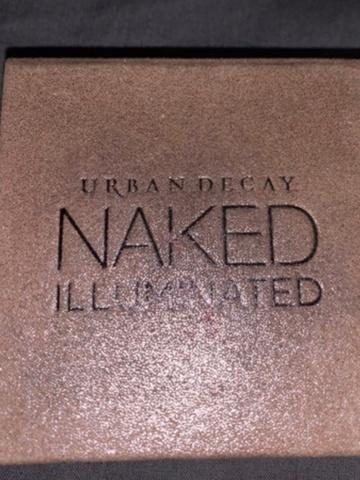 URBAN DECAY
NAKED
ILLUMINATED